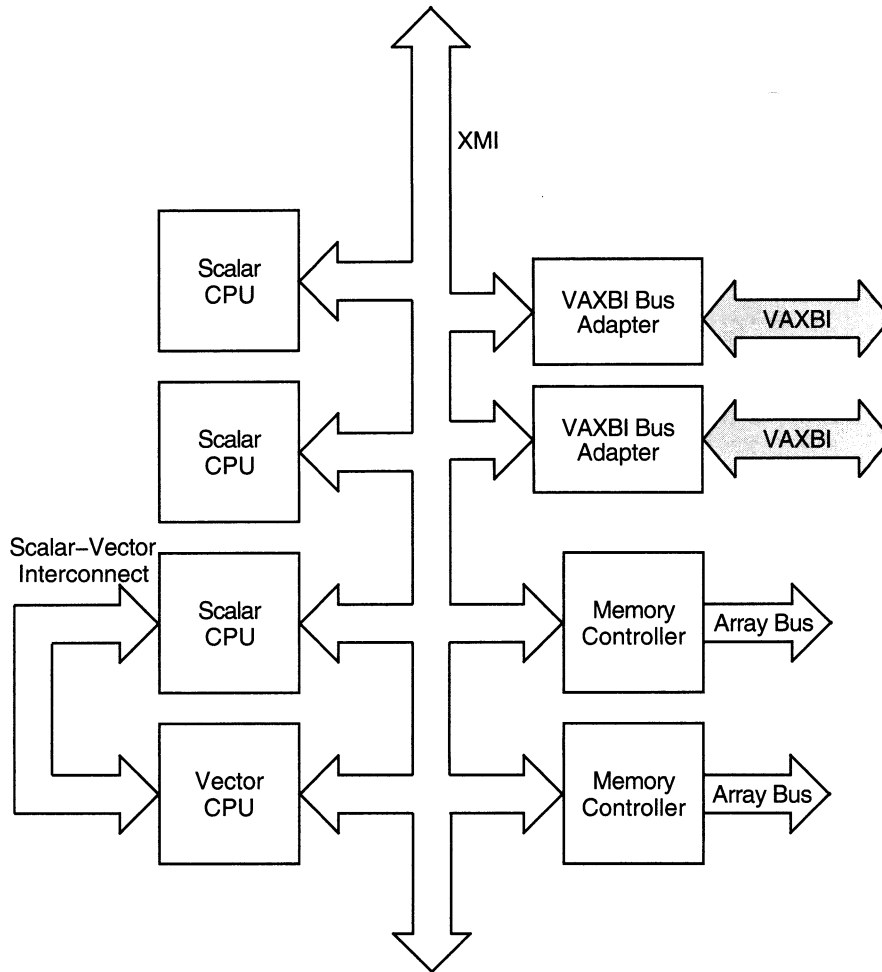 XMI
Scalar
CPU
VAXBI Bus
Adapter
VAXBI
Scalar
CPU
VAXBI Bus
Adapter
VAXBI
Scalar–Vector
Interconnect
Scalar
CPU
Memory
Controller
Array Bus
Vector
CPU
Memory
Controller
Array Bus